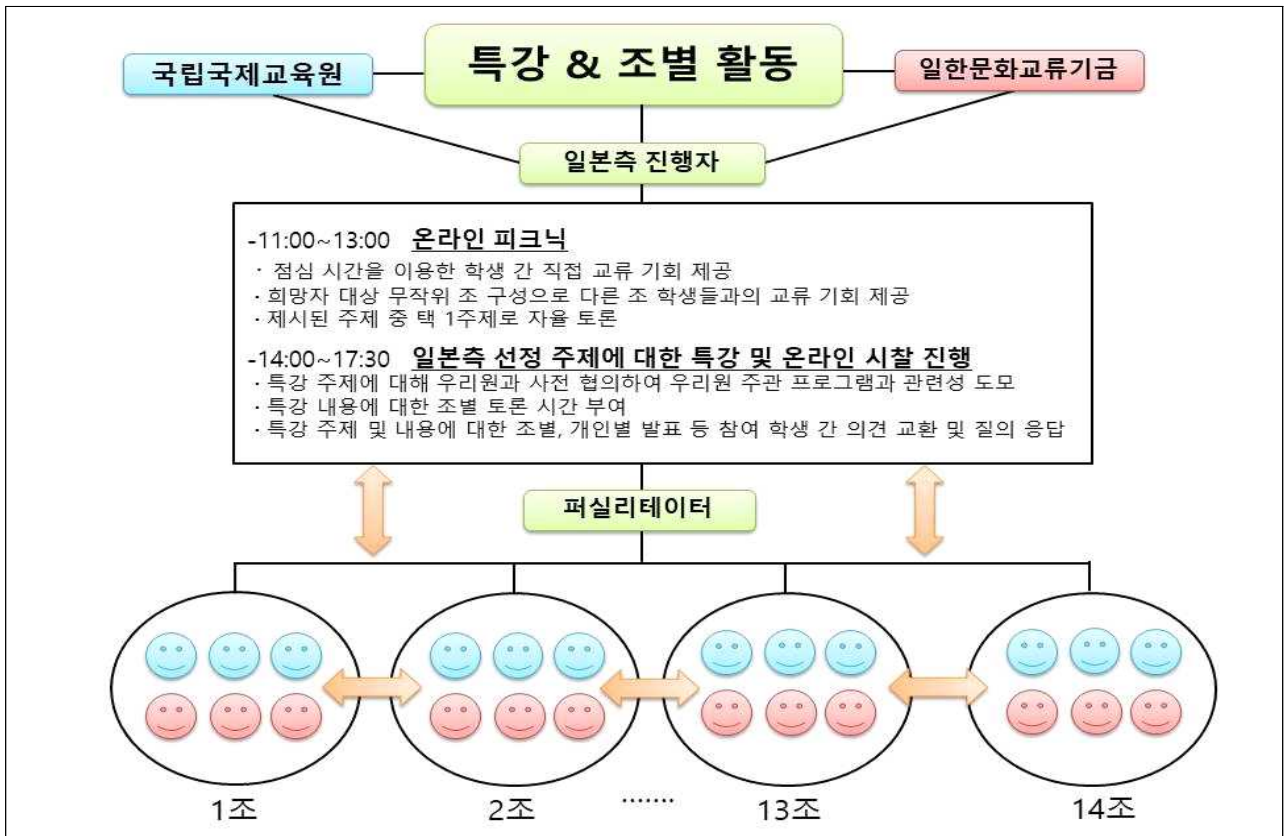 특강 & 조별 활동
국립국제교육원
일한문화교류기금
일본측 진행자
-11:00~13:00 온라인 피크닉
· 점심 시간을 이용한 학생 간 직접 교류 기회 제공
· 희망자 대상 무작위 조 구성으로 다른 조 학생들과의 교류 기회 제공
· 제시된 주제 중 택 1주제로 자율 토론
-14:00~17:30 일본측 선정 주제에 대한 특강 및 온라인 시찰 진행
· 특강 주제에 대해 우리원과 사전 협의하여 우리원 주관 프로그램과 관련성 도모
· 특강 내용에 대한 조별 토론 시간 부여
· 특강 주제 및 내용에 대한 조별, 개인별 발표 등 참여 학생 간 의견 교환 및 질의 응답
퍼실리테이터
1조
2조
.......
13조
14조